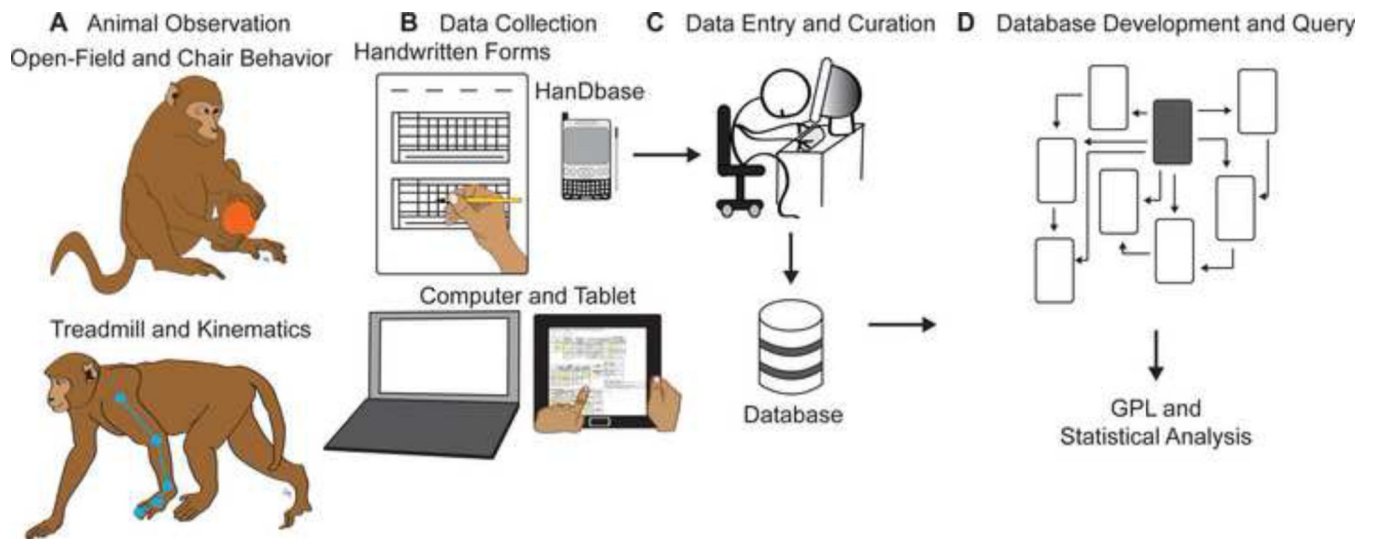 A Animal Observation
Open-Field and Chair Behavior
Treadmill and Kinematics
B Data Collection
Handwritten Forms
HanDbase
Computer and Tablet
C Data Entry and Curation
Database
D Database Development and Query
GPL and
Statistical Analysis